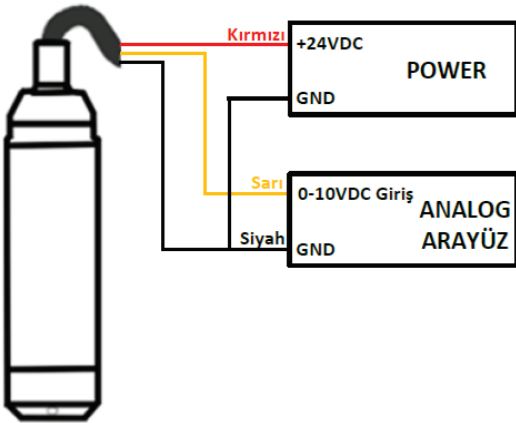 Kırmızı
+24VDC
POWER
GND
Sarı
0-10VDC Giriş
ANALOG
ARAYÜZ
Siyah
GND